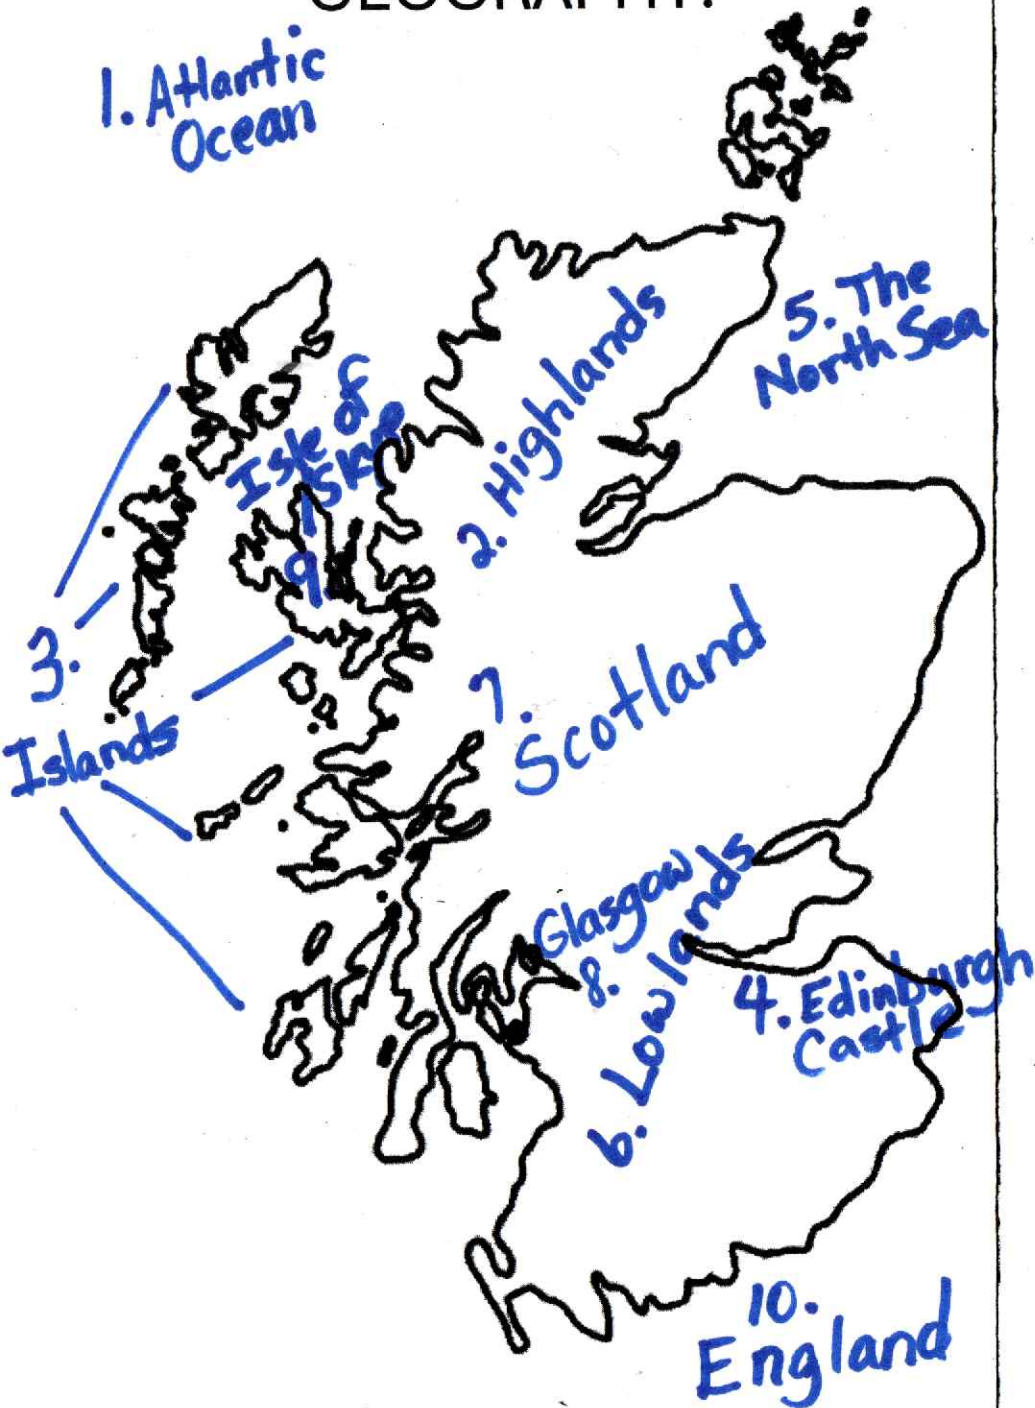 GEOGRAPHY:
1. Atlantic
Ocean
5. The
North Sea
2. Highlands
Isle of
Skye
9.
3.
Islands
7.
Scotland
Glasgow
8.
6. Lowlands
4. Edinburgh
Castle
10.
England